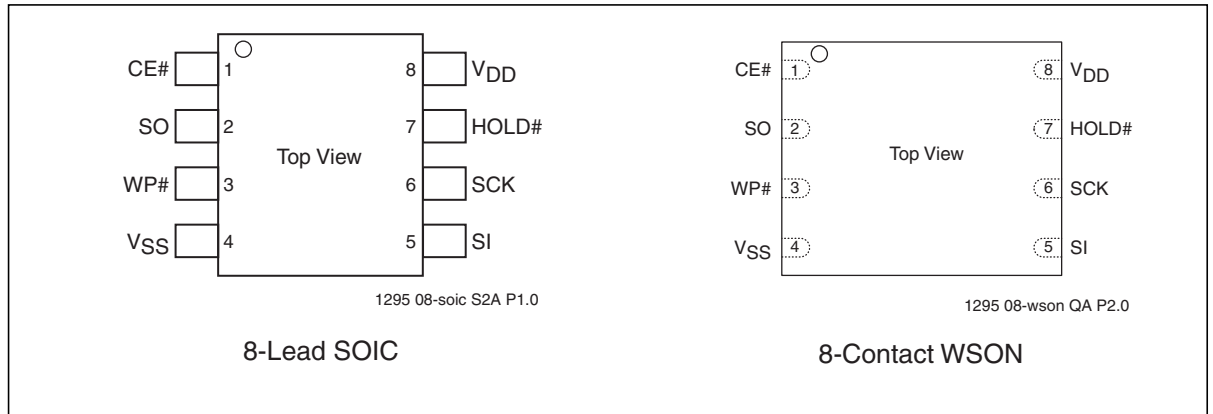 CE# 1 8 VDD
SO 2 7 HOLD#
Top View
WP# 3 6 SCK
VSS 4 5 SI
1295 08-soic S2A P1.0
8-Lead SOIC
CE# 1 8 VDD
SO 2 7 HOLD#
Top View
WP# 3 6 SCK
VSS 4 5 SI
1295 08-wson QA P2.0
8-Contact WSON